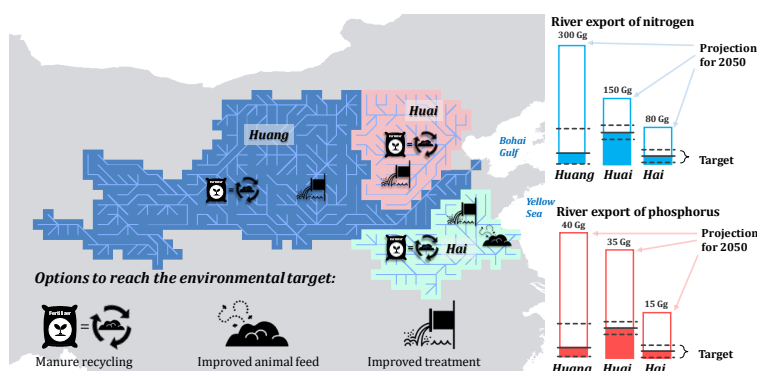 River export of nitrogen
300 Gg
Projection
for 2050
150 Gg
80 Gg
Target
Huang
Huai
Hai
Huang
Huai
Bohai
Gulf
Yellow
Sea
Hai
River export of phosphorus
40 Gg
Projection
for 2050
35 Gg
15 Gg
Target
Huang
Huai
Hai
Options to reach the environmental target:
Fertilizer
=
Manure recycling
Improved animal feed
Improved treatment